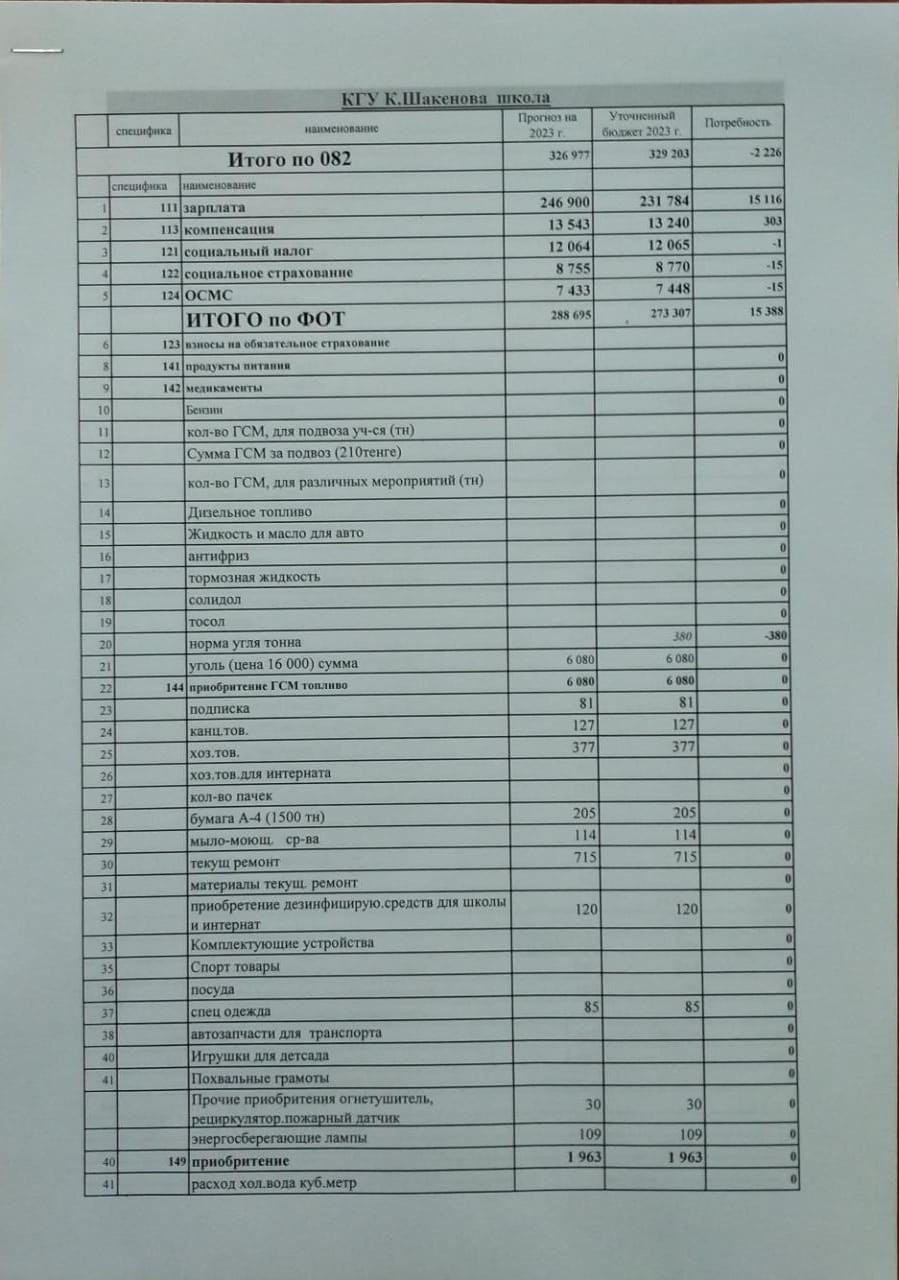 КГУ К.Шакенова школа
специфика наименование Прогноз на 2023 г. Уточненный бюджет 2023 г. Потребность
Итого по 082 326 977 329 203 -2 226
специфика наименование
1 111 зарплата 246 900 231 784 15 116
2 113 компенсация 13 543 13 240 303
3 121 социальный налог 12 064 12 065 -1
4 122 социальное страхование 8 755 8 770 -15
5 124 ОСМС 7 433 7 448 -15
ИТОГО по ФОТ 288 695 273 307 15 388
6 123 взносы на обязательное страхование
8 141 продукты питания 0
9 142 медикаменты 0
10 Бензин 0
11 кол-во ГСМ, для подвоза уч-ся (тн) 0
12 Сумма ГСМ за подвоз (210тенге) 0
13 кол-во ГСМ, для различных мероприятий (тн) 0
14 Дизельное топливо 0
15 Жидкость и масло для авто 0
16 антифриз 0
17 тормозная жидкость 0
18 солидол 0
19 тосол 0
20 норма угля тонна 380 -380
21 уголь (цена 16 000) сумма 6 080 6 080 0
22 144 приобритение ГСМ топливо 6 080 6 080 0
23 подписка 81 81 0
24 канц.тов. 127 127 0
25 хоз.тов. 377 377 0
26 хоз.тов.для интерната 0
27 кол-во пачек 0
28 бумага А-4 (1500 тн) 205 205 0
29 мыло-моющ. ср-ва 114 114 0
30 текущ ремонт 715 715 0
31 материалы текущ. ремонт 0
32 приобретение дезинфицирую.средств для школы
и интернат 120 120 0
33 Комплектующие устройства 0
35 Спорт товары 0
36 посуда 0
37 спец одежда 85 85 0
38 автозапчасти для транспорта 0
40 Игрушки для детсада 0
41 Похвальные грамоты 0
Прочие приобритения огнетушитель,
рециркулятор.пожарный датчик 30 30 0
энергосберегающие лампы 109 109 0
40 149 приобритение 1 963 1 963 0
41 расход хол.вода куб.метр 0